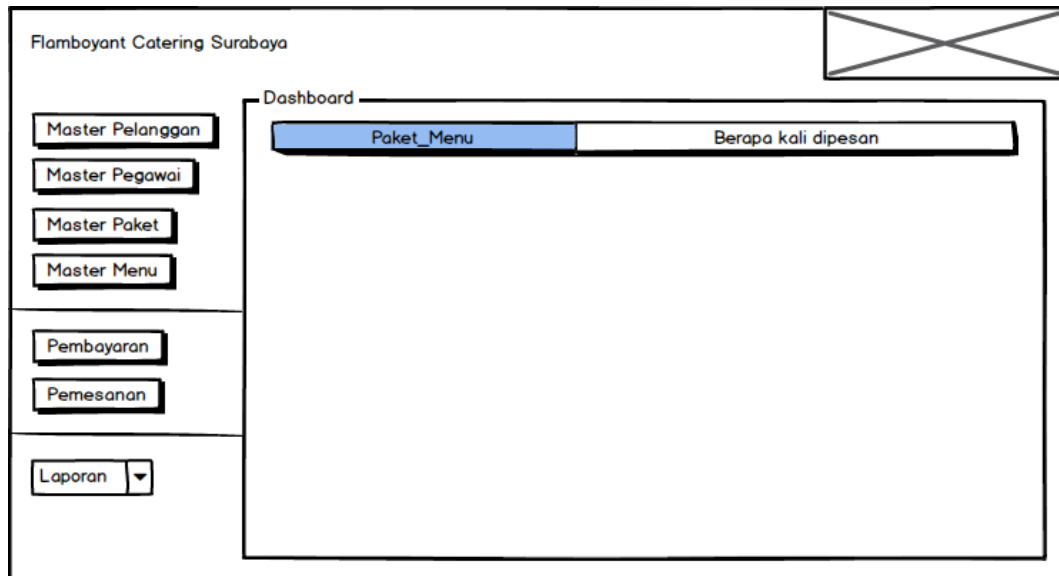 Flamboyant Catering Surabaya
Master Pelanggan
Master Pegawai
Master Paket
Master Menu
Pembayaran
Pemesanan
Laporan
Dashboard
Paket_Menu
Berapa kali dipesan